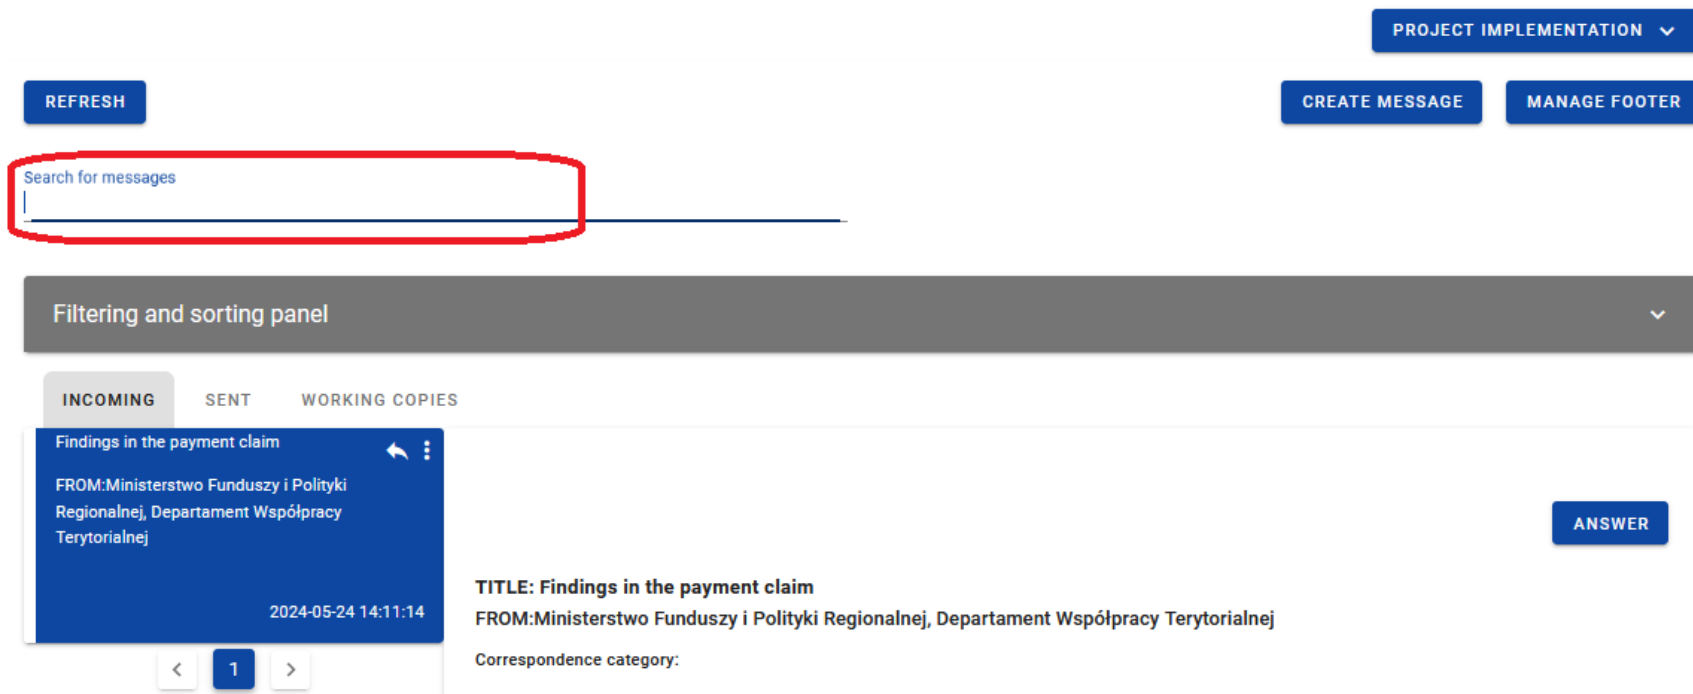 PROJECT IMPLEMENTATION
REFRESH
CREATE MESSAGE
MANAGE FOOTER
Search for messages
Filtering and sorting panel
INCOMING
SENT
WORKING COPIES
Findings in the payment claim
FROM:Ministerstwo Funduszy i Polityki
Regionalnej, Departament Współpracy
Terytorialnej
2024-05-24 14:11:14
1
ANSWER
TITLE: Findings in the payment claim
FROM:Ministerstwo Funduszy i Polityki Regionalnej, Departament Współpracy Terytorialnej
Correspondence category: